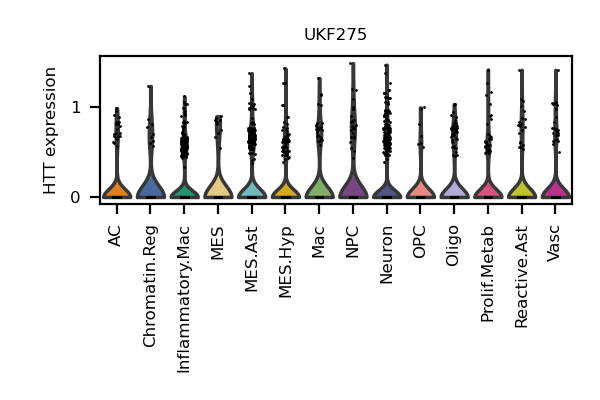 UKF275
HTT expression
1
0
AC
Chromatin.Reg
Inflammatory.Mac
MES
MES.Ast
MES.Hyp
Mac
NPC
Neuron
OPC
Oligo
Prolif.Metab
Reactive.Ast
Vasc